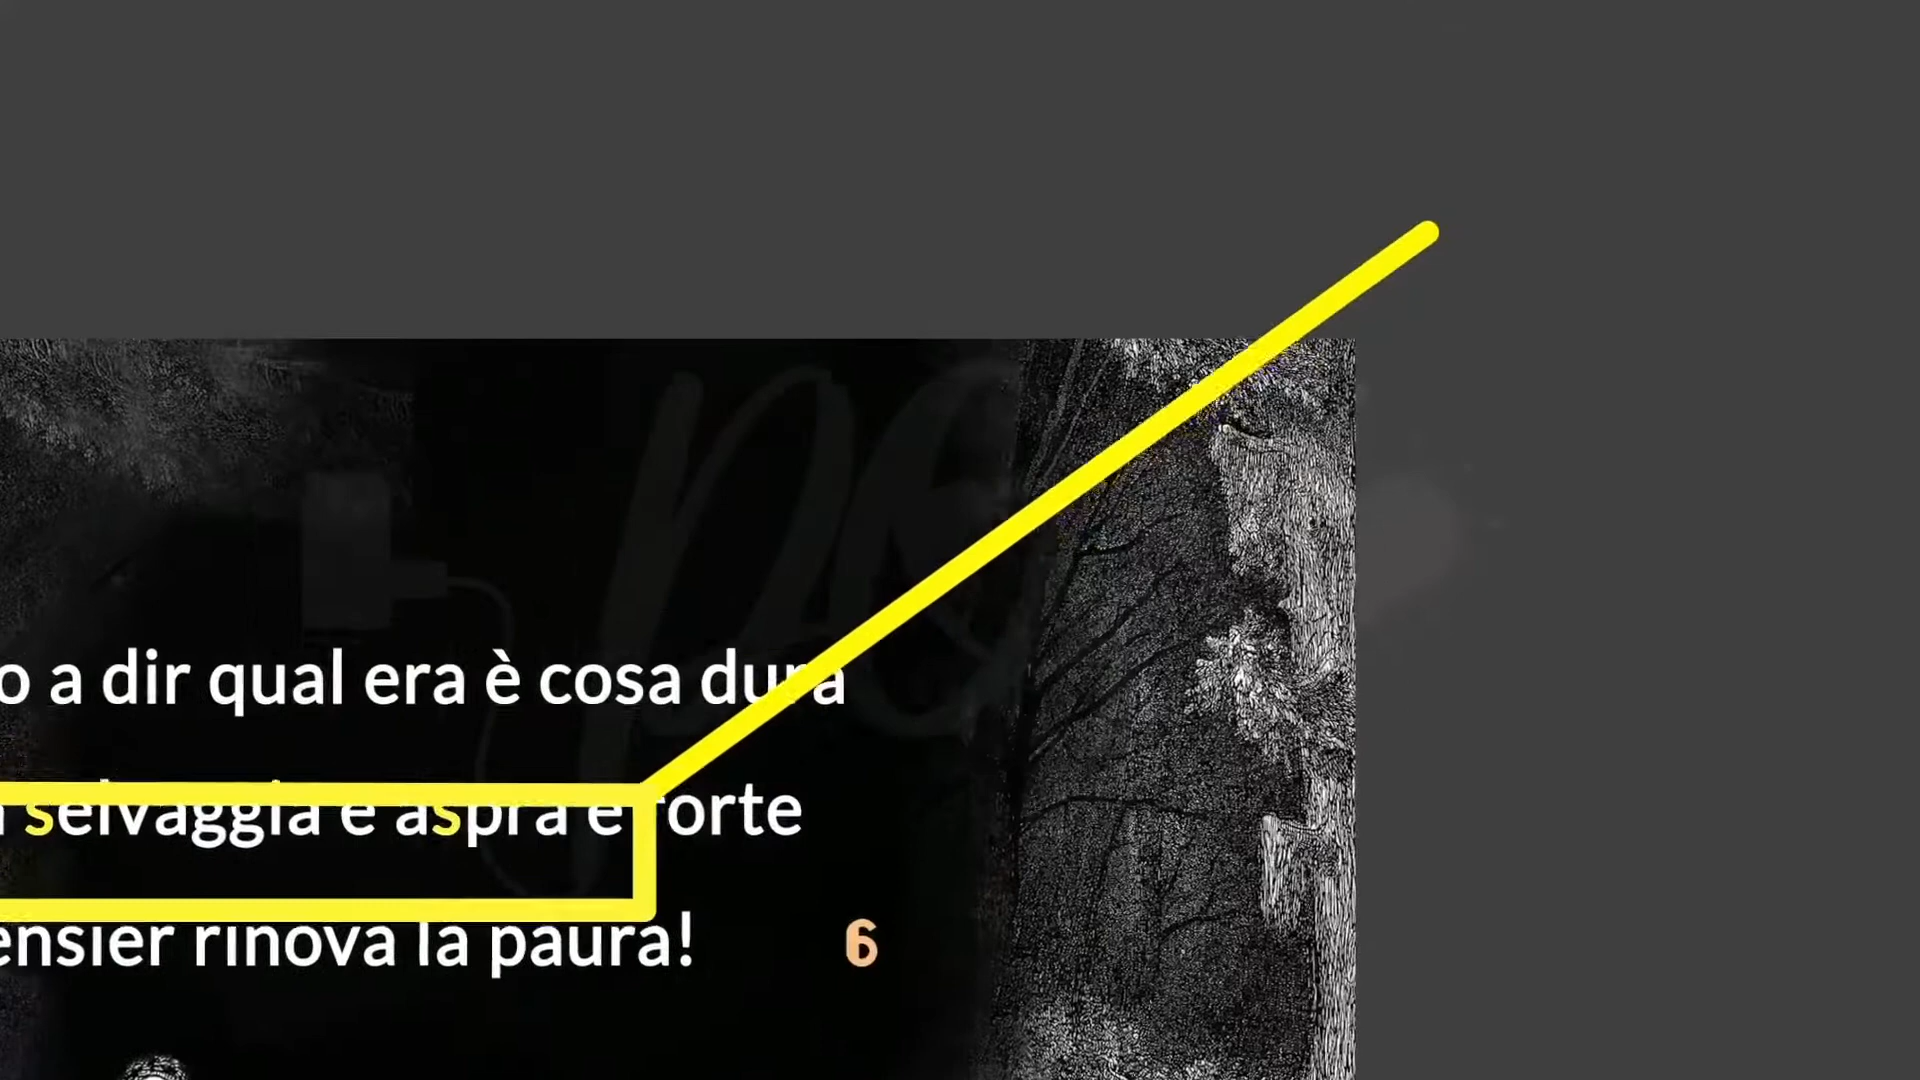 o a dir qual era è cosa dura
selvaggia e aspra e forte
ensier rinova la paura! 6